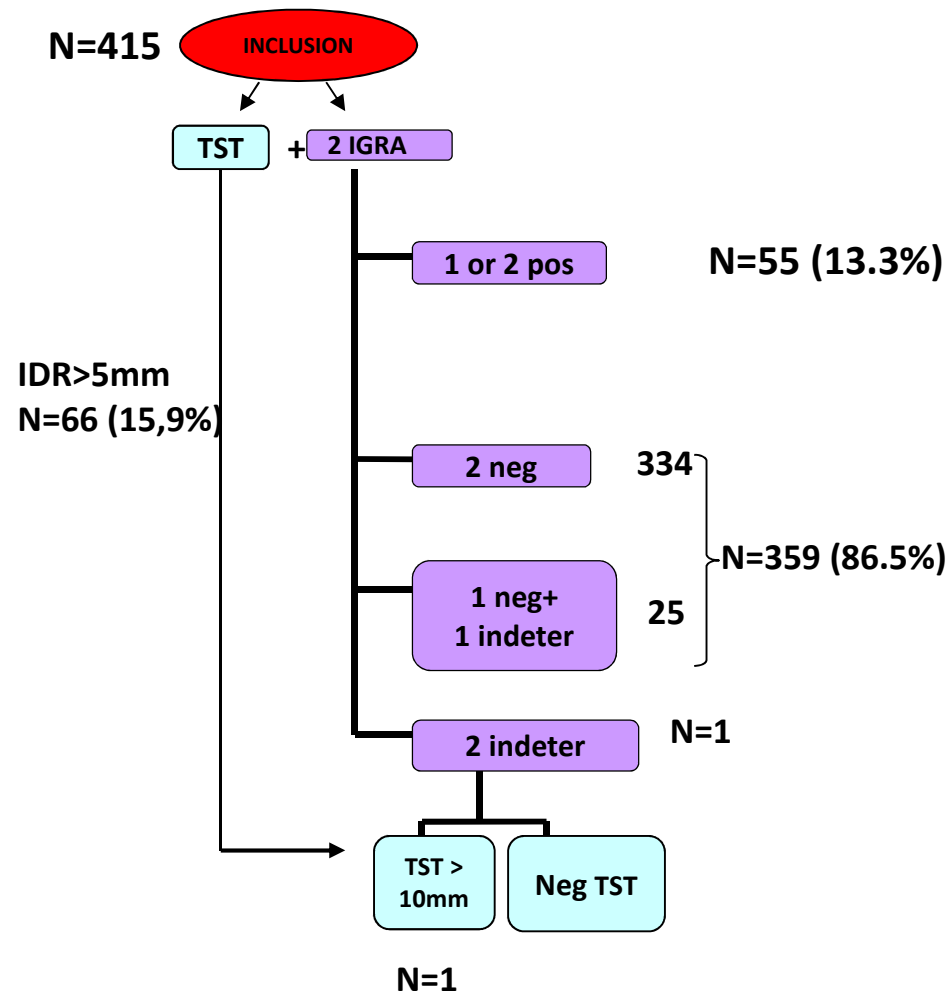 N=415
INCLUSION
TST
+
2 IGRA
1 or 2 pos
N=55 (13.3%)
IDR>5mm
N=66 (15,9%)
2 neg
334
N=359 (86.5%)
1 neg+
1 indeter
25
2 indeter
N=1
TST >
10mm
Neg TST
N=1